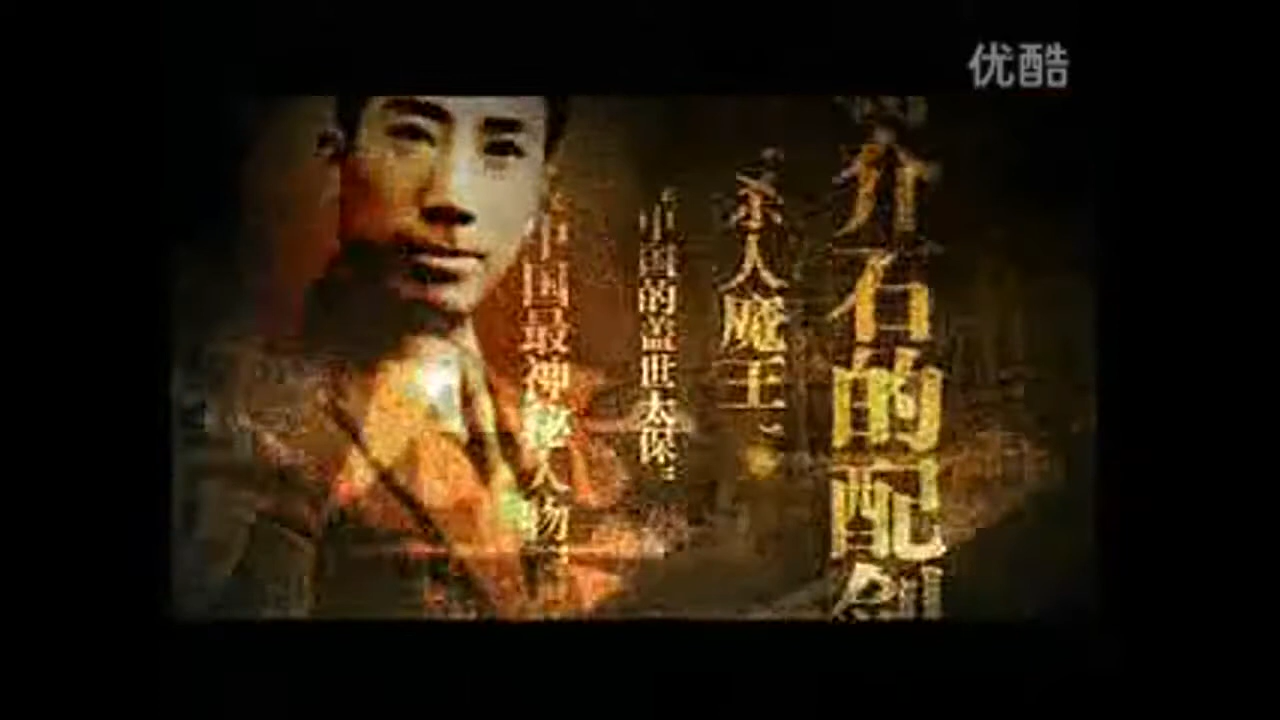 优酷
介石的配剑
杀人魔王
中国的盖世太保
中国最神秘人物